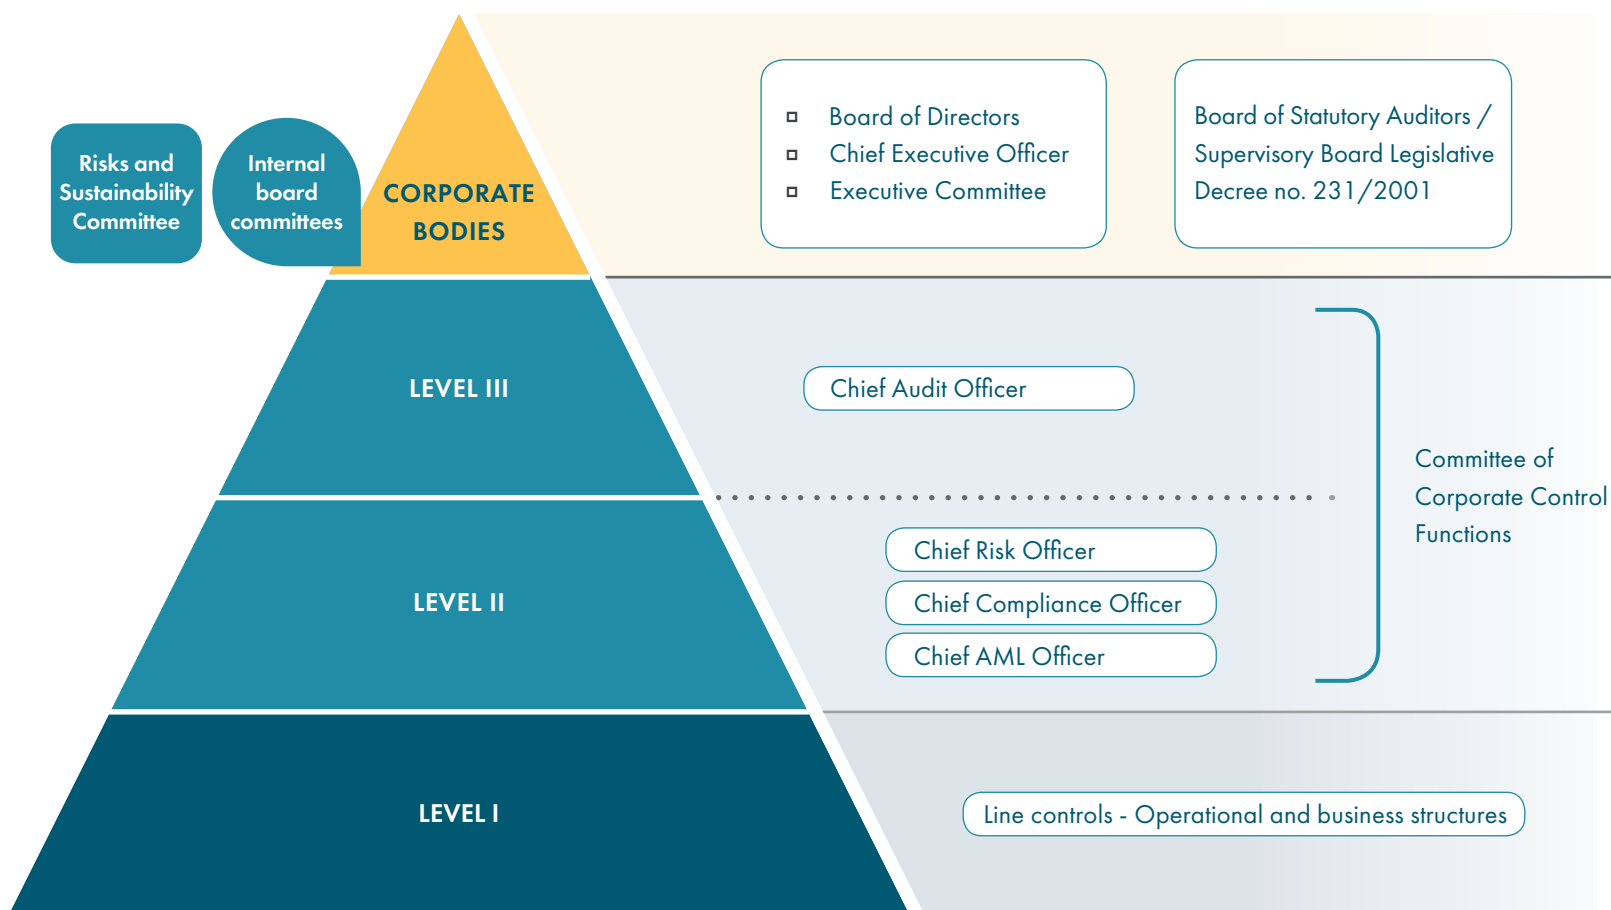 Risks and
Sustainability
Committee
Internal
board
committees
CORPORATE
BODIES
Board of Directors
Chief Executive Officer
Executive Committee
Board of Statutory Auditors /
Supervisory Board Legislative
Decree no. 231/2001
LEVEL III
Chief Audit Officer
Committee of
Corporate Control
Functions
LEVEL II
Chief Risk Officer
Chief Compliance Officer
Chief AML Officer
LEVEL I
Line controls - Operational and business structures